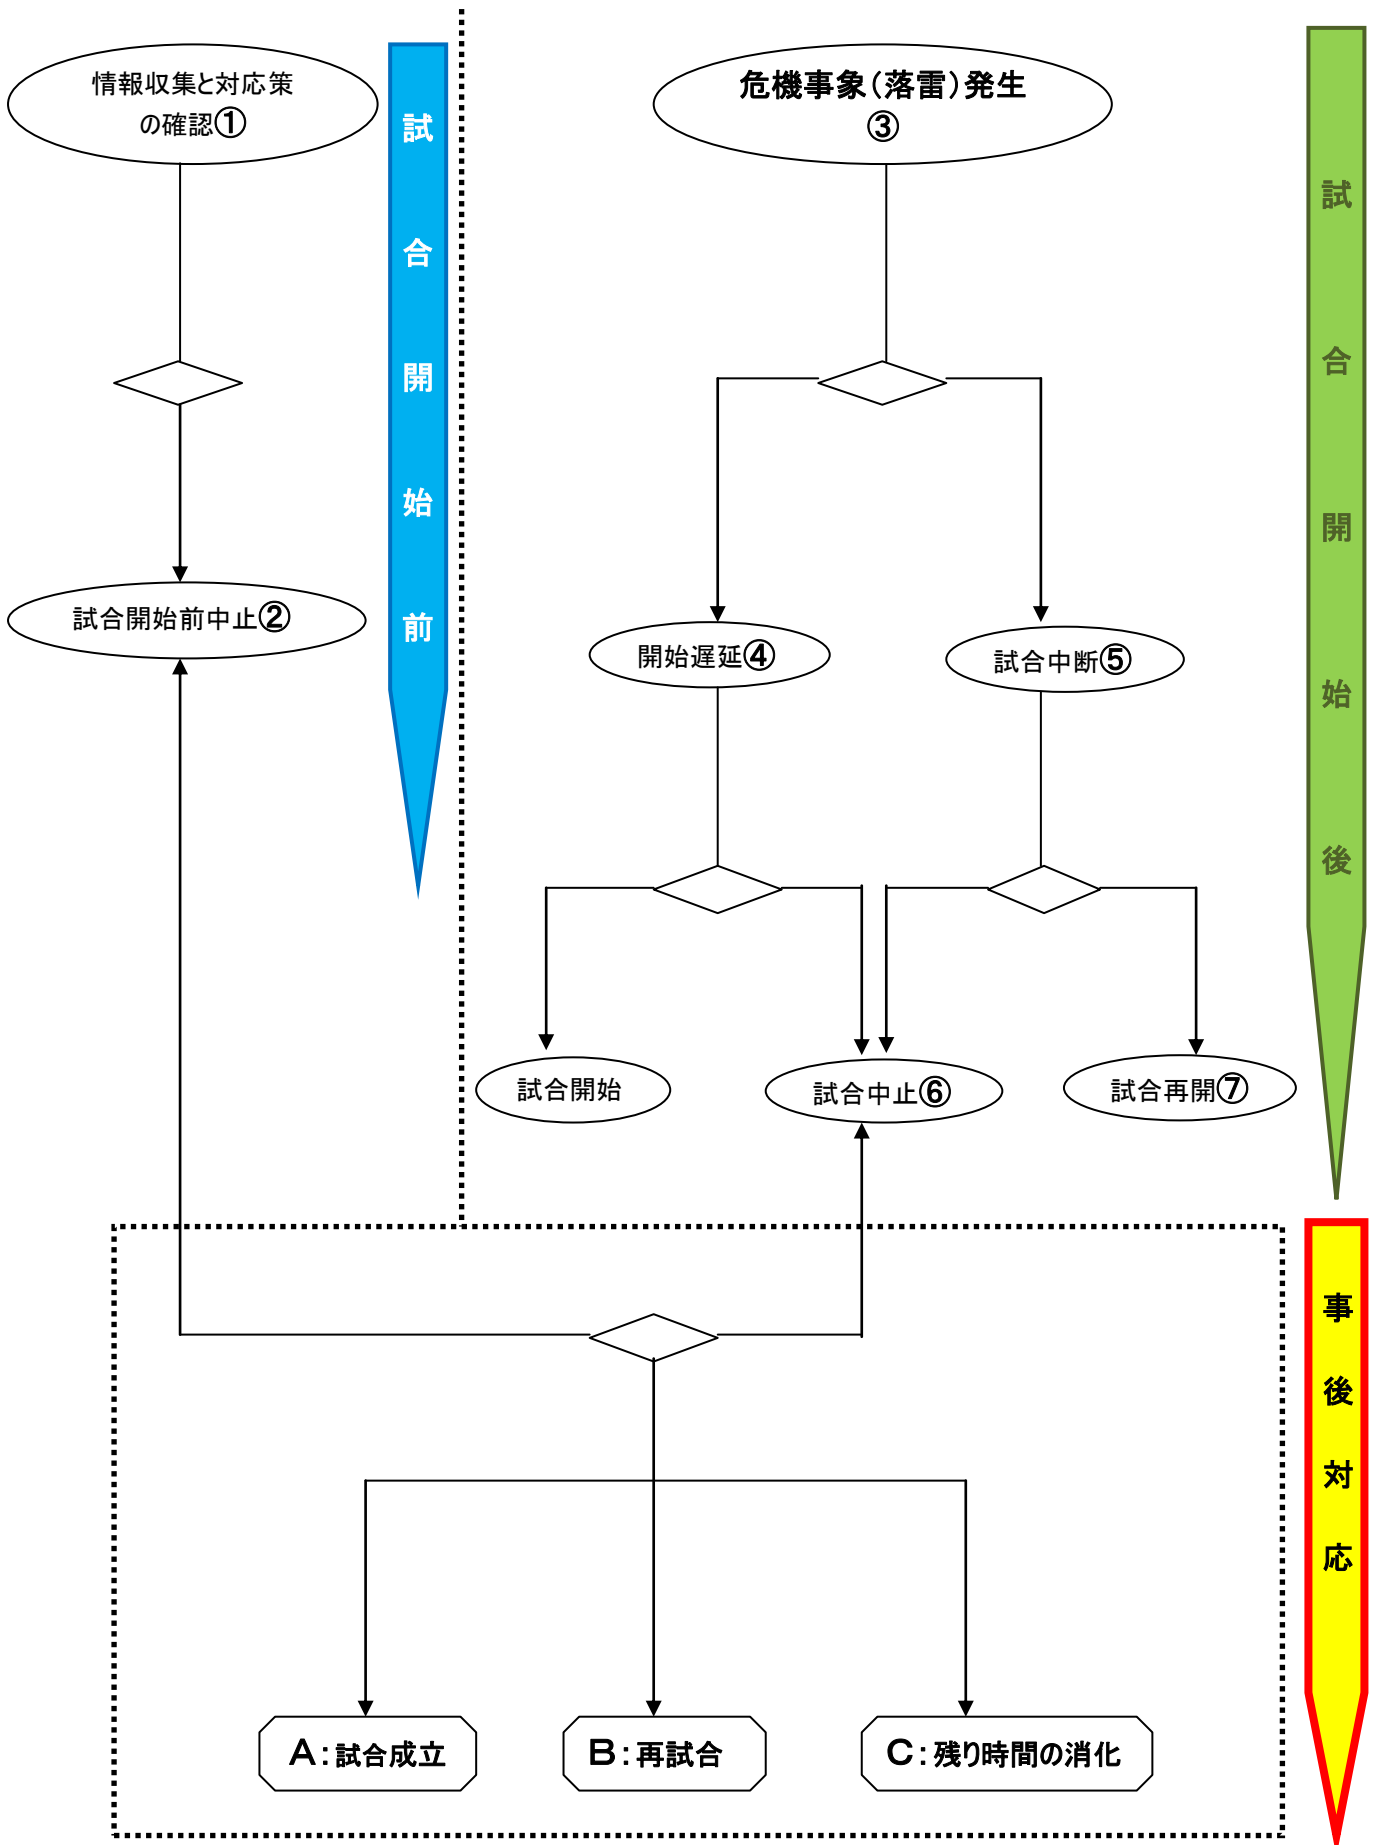 情報収集と対応策
の確認①
試合開始前
危機事象（落雷）発生
③
試合開始後
試合開始前中止②
開始遅延④
試合中断⑤
試合開始
試合中止⑥
試合再開⑦
事後対応
A：試合成立
B：再試合
C：残り時間の消化